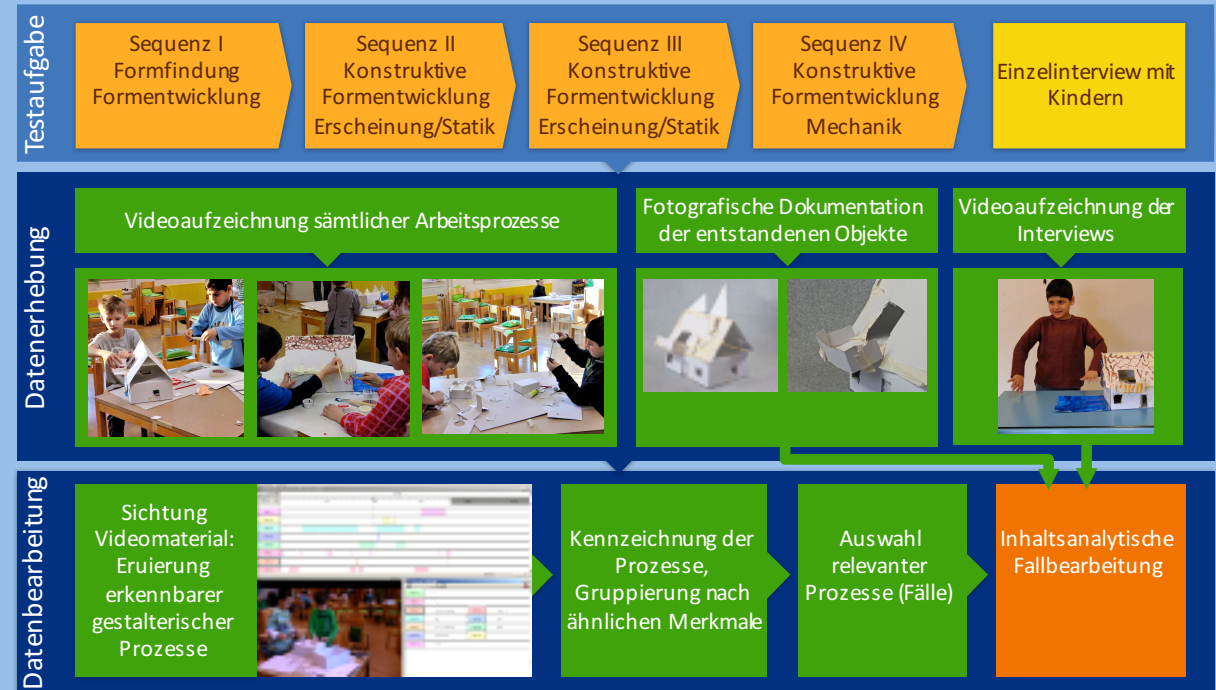 Testaufgabe
Sequenz I
Formfindung
Formentwicklung
Sequenz II
Konstruktive
Formentwicklung
Erscheinung/Statik
Sequenz III
Konstruktive
Formentwicklung
Erscheinung/Statik
Sequenz IV
Konstruktive
Formentwicklung
Mechanik
Einzelinterview mit
Kindern
Datenerhebung
Videoaufzeichnung sämtlicher Arbeitsprozesse
Fotografische Dokumentation
der entstandenen Objekte
Videoaufzeichnung der
Interviews
Datenbearbeitung
Sichtung
Videomaterial:
Eruierung
erkennbarer
gestalterischer
Prozesse
Kennzeichnung der
Prozesse,
Gruppierung nach
ähnlichen Merkmale
Auswahl
relevanter
Prozesse (Fälle)
Inhaltsanalytische
Fallbearbeitung